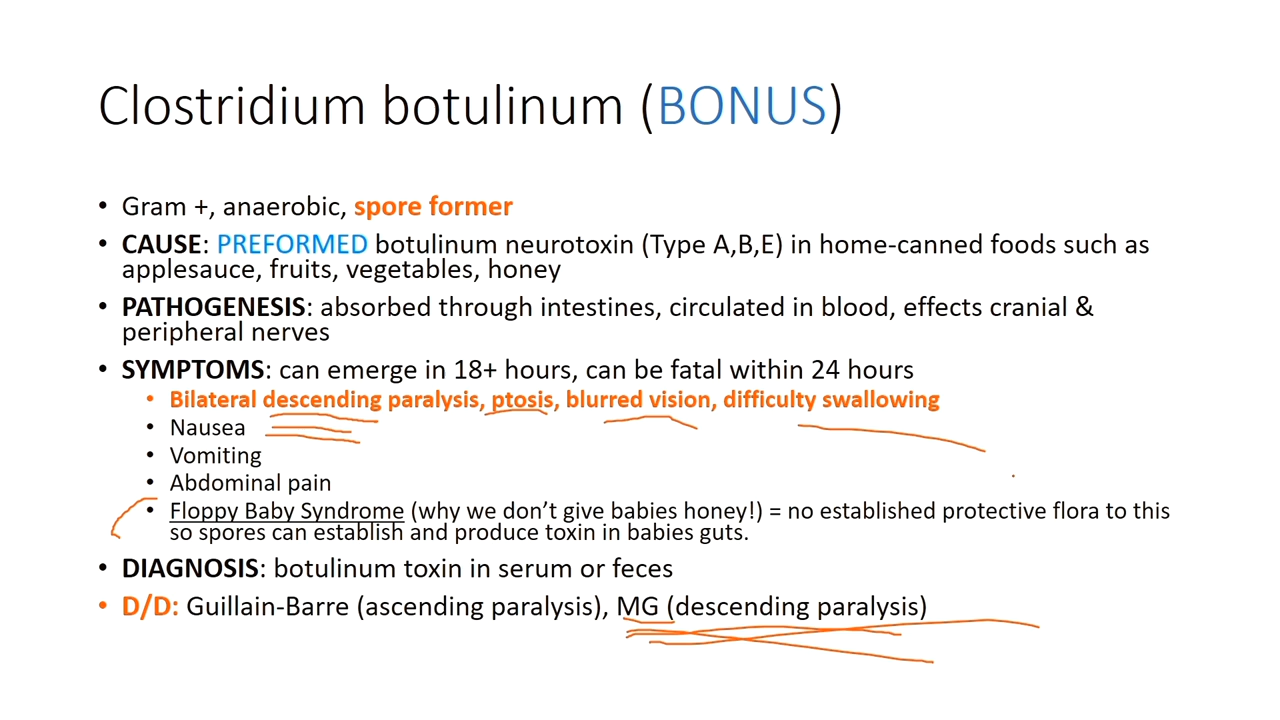 Clostridium botulinum (BONUS)
• Gram +, anaerobic, spore former
• CAUSE: PREFORMED botulinum neurotoxin (Type A,B,E) in home-canned foods such as
applesauce, fruits, vegetables, honey
• PATHOGENESIS: absorbed through intestines, circulated in blood, effects cranial &
peripheral nerves
• SYMPTOMS: can emerge in 18+ hours, can be fatal within 24 hours
• Bilateral descending paralysis, ptosis, blurred vision, difficulty swallowing
• Nausea
• Vomiting
• Abdominal pain
• Floppy Baby Syndrome (why we don’t give babies honey!) = no established protective flora to this
so spores can establish and produce toxin in babies guts.
• DIAGNOSIS: botulinum toxin in serum or feces
• D/D: Guillain-Barre (ascending paralysis), MG (descending paralysis)